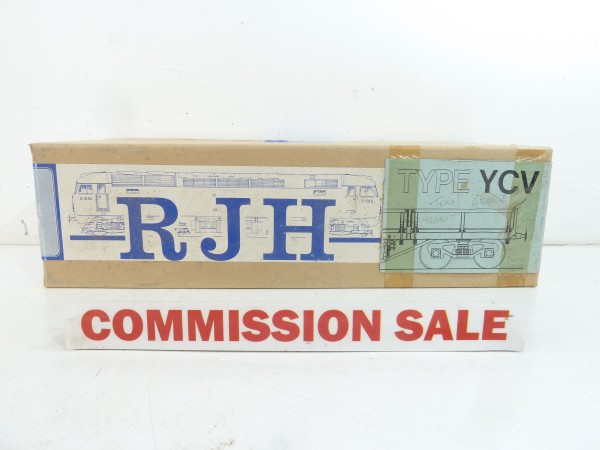 RJH
TYPE YCV
COMMISSION SALE